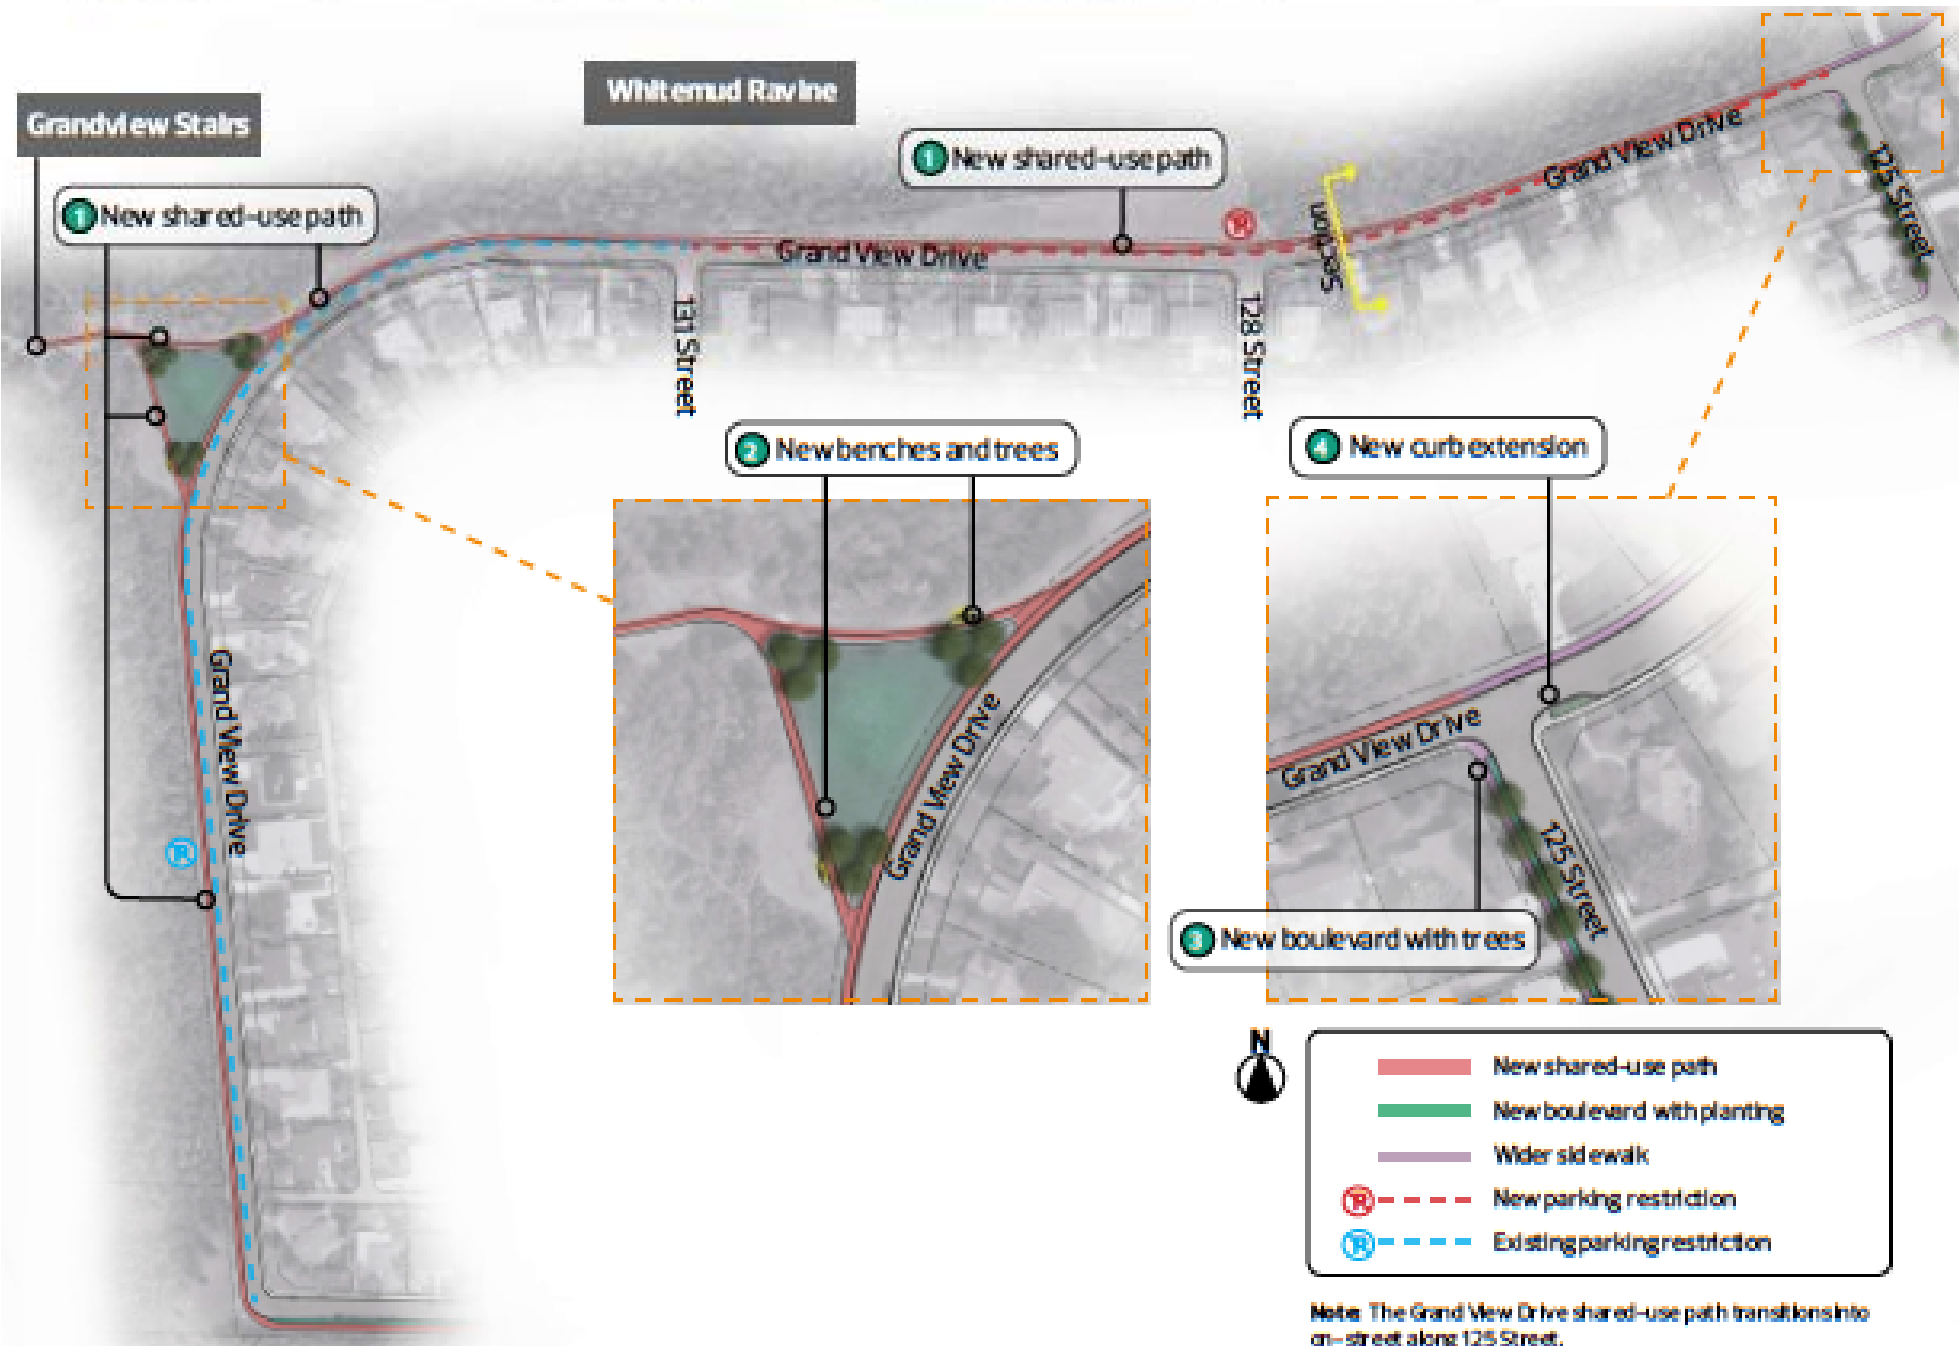 Whitemud Ravine
Grandview Stairs
1 New shared-use path
1 New shared-use path
Grand View Drive
125 Street
Grand View Drive
Section
131 Street
128 Street
2 New benches and trees
4 New curb extension
Grand View Drive
Grand View Drive
Grand View Drive
125 Street
3 New boulevard with trees
N
New shared-use path
New boulevard with planting
Wider sidewalk
New parking restriction
Existing parking restriction
Note: The Grand View Drive shared-use path transitions into
on-street along 125 Street.